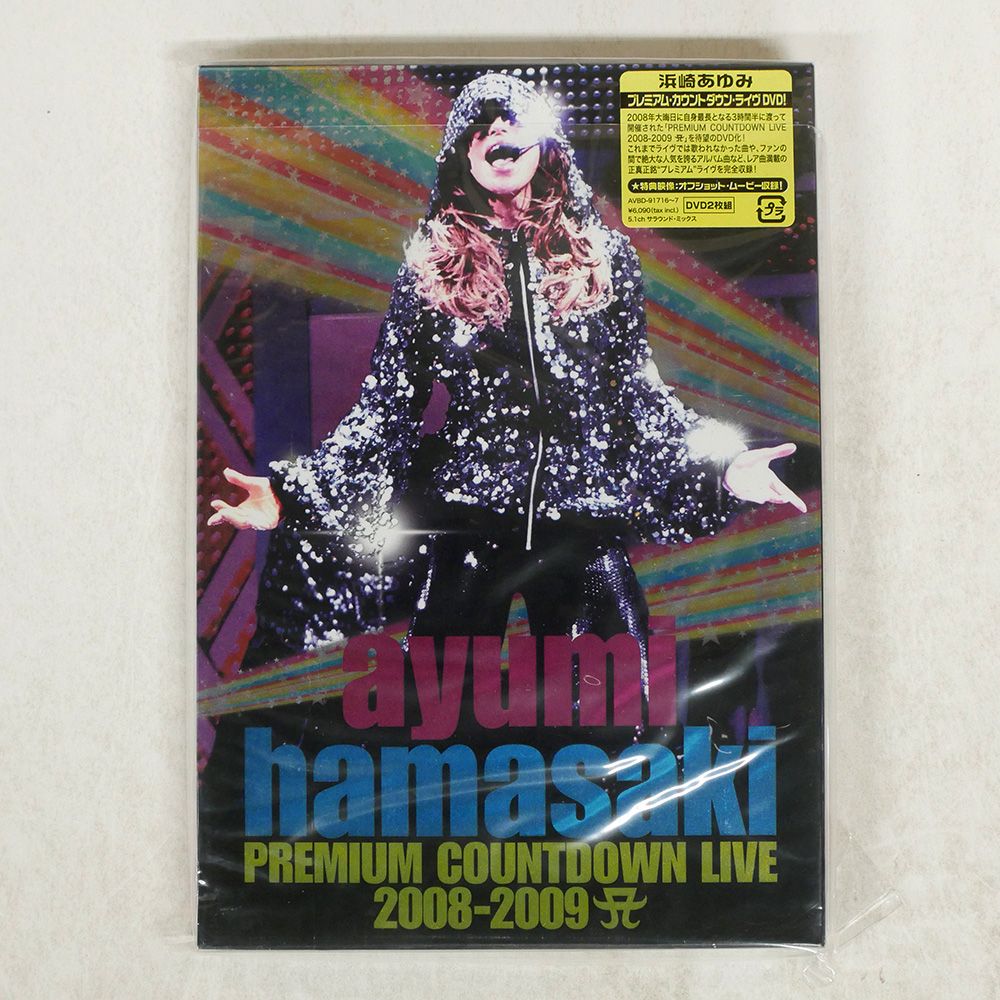 浜崎あゆみ
プレミアム・カウントダウン・ライヴDVD!
2008年大晦日に自身最長となる3時間半に渡って
開催された「PREMIUM COUNTDOWN LIVE
2008-2009 A」を待望のDVD化!
これまでライヴでは歌われなかった曲や、ファンの
間で絶大な人気を誇るアルバム曲など、レア曲満載の
正真正銘“プレミアム”ライヴを完全収録!
★特典映像:オフショット・ムービー収録!
AVBD-91716~7
¥6,090(tax incl.) DVD2枚組
5.1ch サラウンド・ミックス
プラ
ayumi
hamasaki
PREMIUM COUNTDOWN LIVE
2008-2009 A